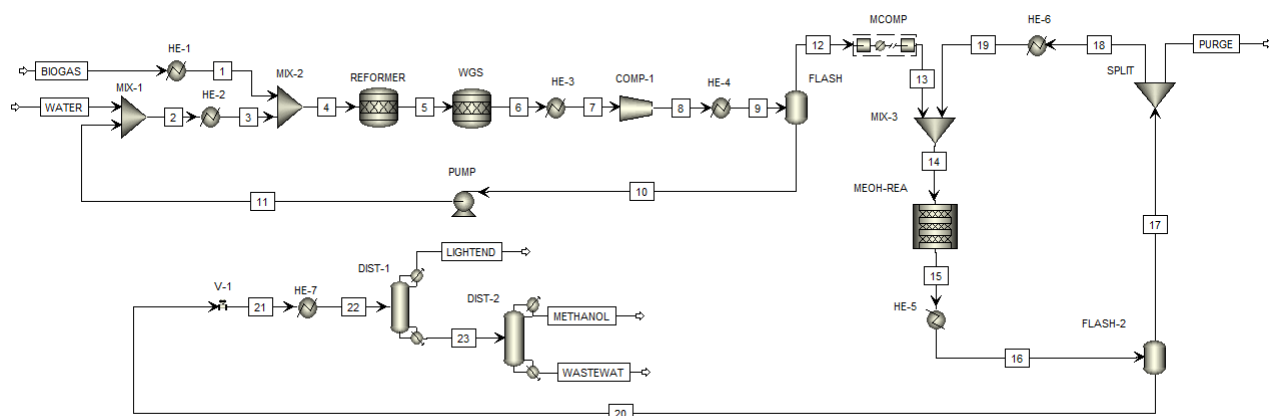 12
MCOMP
HE-6
PURGE
19
18
SPLIT
HE-1
BIOGAS
1
MIX-2
REFORMER
WGS
FLASH
13
WATER
MIX-1
HE-2
HE-3
COMP-1
HE-4
2
3
4
5
6
7
8
9
MIX-3
14
PUMP
10
11
MEOH-REA
17
LIGHTEND
DIST-1
15
V-1
HE-7
DIST-2
HE-5
FLASH-2
21
22
METHANOL
23
16
WASTEWAT
20